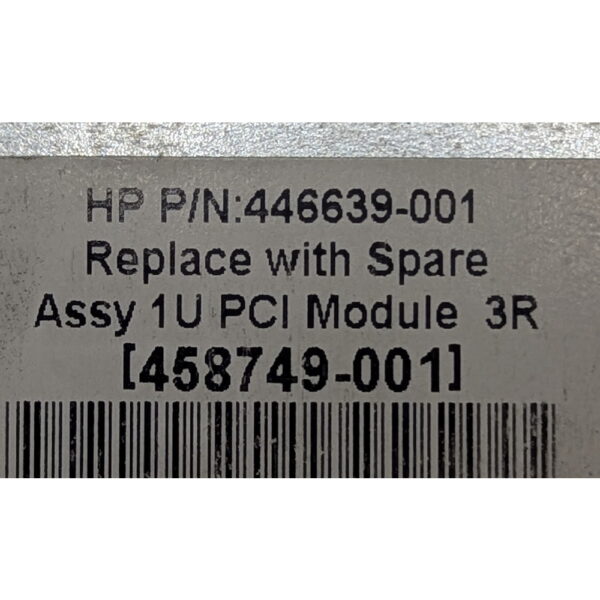 HP P/N:446639-001
Replace with Spare
Assy 1U PCI Module 3R
[458749-001]